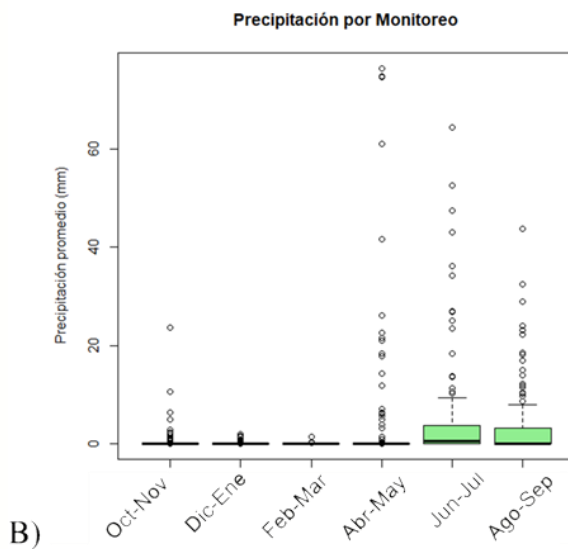 Precipitación por Monitoreo
Precipitación promedio (mm)
60
40
20
0
Oct-Nov
Dic-Ene
Feb-Mar
Abr-May
Jun-Jul
Ago-Sep
B)